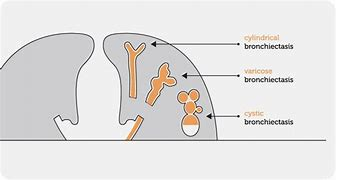 cylindrical
bronchiectasis
varicose
bronchiectasis
cystic
bronchiectasis